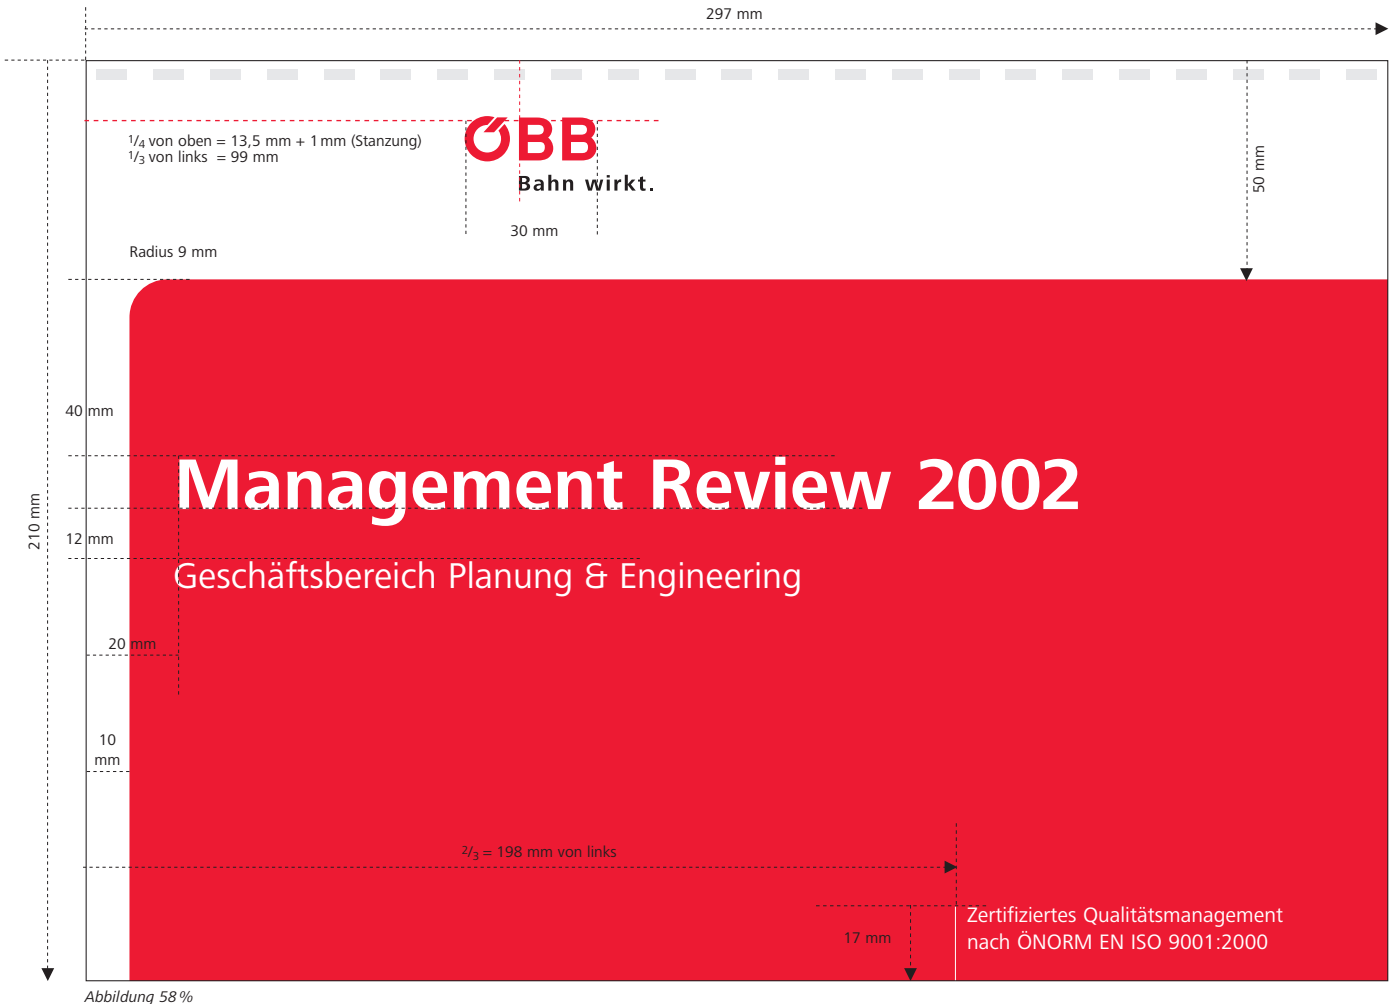 297 mm
1/4 von oben = 13,5 mm + 1 mm (Stanzung)
1/3 von links = 99 mm
ÖBB
Bahn wirkt.
50 mm
30 mm
Radius 9 mm
40 mm
Management Review 2002
210 mm
12 mm
Geschäftsbereich Planung & Engineering
20 mm
10
mm
2/3 = 198 mm von links
17 mm
Zertifiziertes Qualitätsmanagement
nach ÖNORM EN ISO 9001:2000
Abbildung 58 %